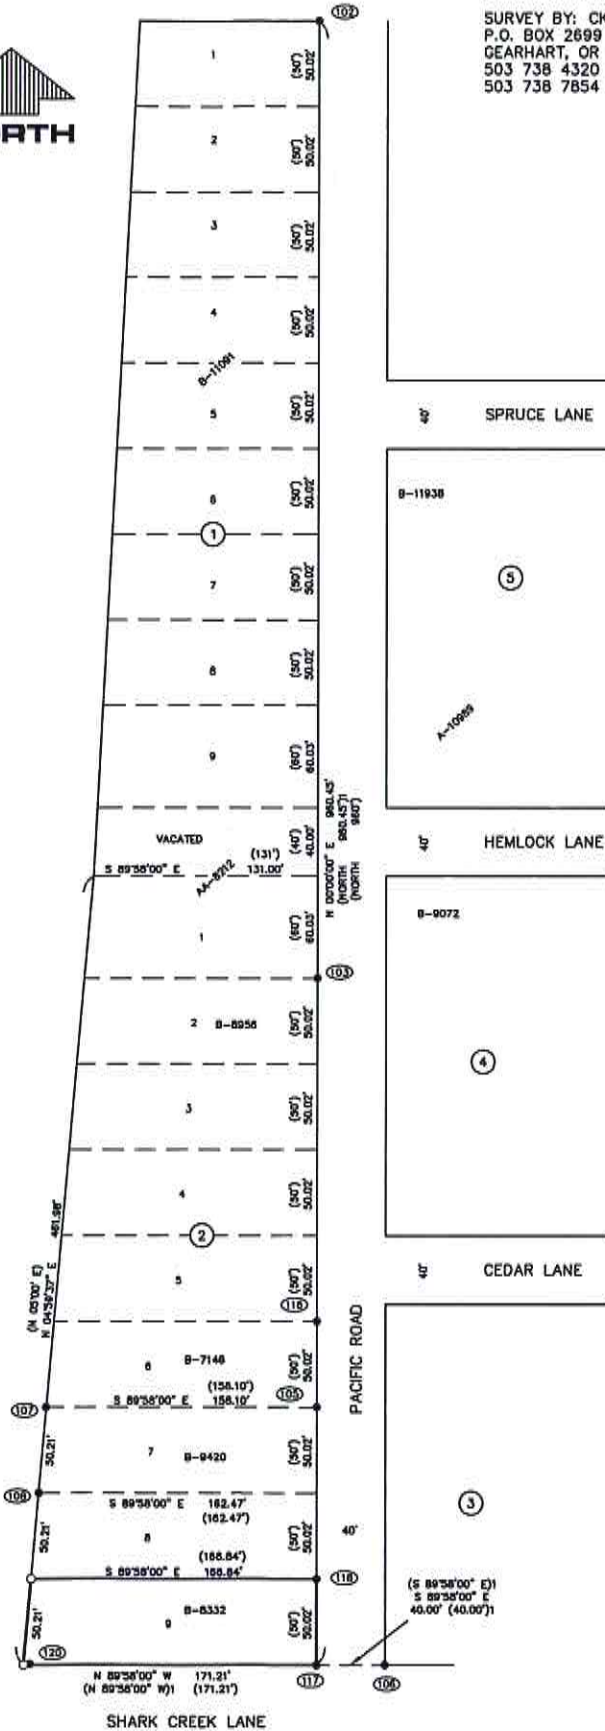 102
SURVEY BY: CK
P.O. BOX 2699
GEARHART, OR
503 738 4320
503 738 7854
RTH
1
(50')
50.02'
2
(50')
50.02'
3
(50')
50.02'
4
(50')
50.02'
B-11091
5
(50')
50.02'
40'
SPRUCE LANE
6
(50')
50.02'
B-11938
1
5
7
(50')
50.02'
8
(50')
50.02'
A-10989
9
(60')
60.03'
N 00'00'00" E 960.45'
(NORTH 960.45')1
(NORTH 960')
VACATED
(40')
40.00'
40'
HEMLOCK LANE
(131')
S 89'58'00" E 131.00'
AA-8212
1
(60')
60.03'
B-9072
103
2
B-8956
(50')
50.02'
4
3
(50')
50.02'
4
(50')
50.02'
461.98'
(N 05'00' E)
N 04'59'37" E
2
5
(50')
50.02'
40'
CEDAR LANE
PACIFIC ROAD
6
B-7146
(50')
50.02'
(158.10')
S 89'58'00" E 158.10'
105
107
50.21'
7
B-9420
(50')
50.02'
3
S 89'58'00" E 162.47'
(162.47')
50.21'
8
(50')
50.02'
40'
(166.84')
S 89'58'00" E 166.84'
(S 89'58'00" E)1
S 89'58'00" E
40.00' (40.00')1
50.21'
B-8332
9
(50')
50.02'
120
117
N 89'58'00" W 171.21'
(N 89'58'00" W)1 (171.21')
SHARK CREEK LANE